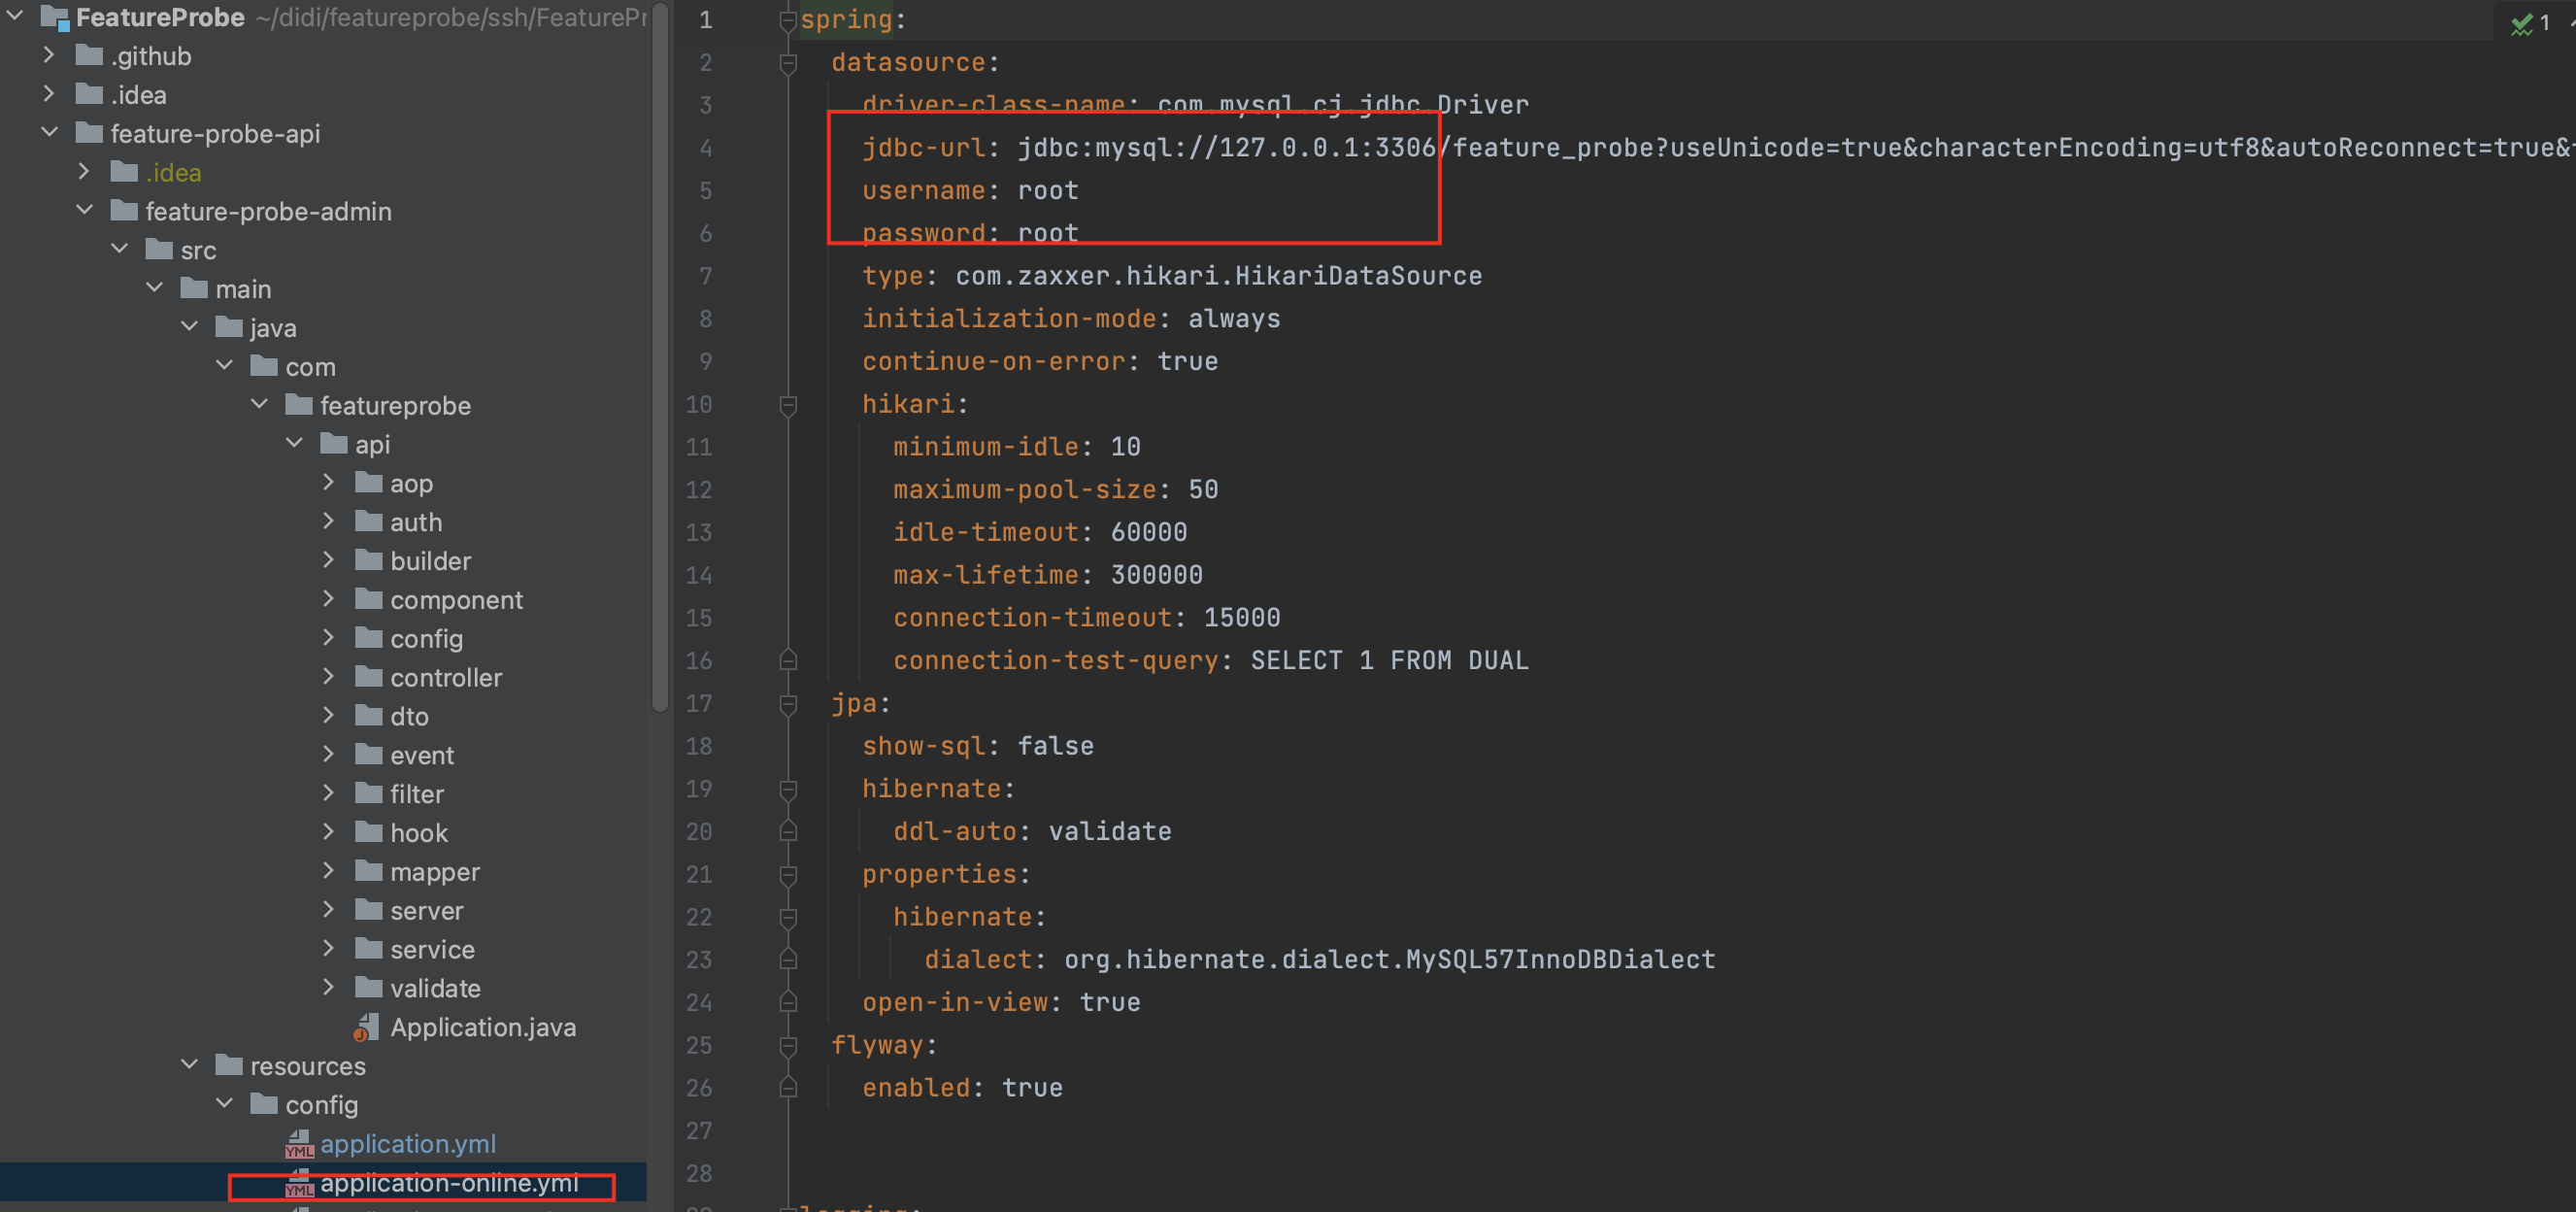 FeatureProbe ~/didi/featureprobe/ssh/FeaturePr
.github
.idea
feature-probe-api
.idea
feature-probe-admin
src
main
java
com
featureprobe
api
aop
auth
builder
component
config
controller
dto
event
filter
hook
mapper
server
service
validate
Application.java
resources
config
application.yml
application-online.yml
1 spring:
2 datasource:
3 driver-class-name: com.mysql.cj.jdbc.Driver
4 jdbc-url: jdbc:mysql://127.0.0.1:3306/feature_probe?useUnicode=true&characterEncoding=utf8&autoReconnect=true&
5 username: root
6 password: root
7 type: com.zaxxer.hikari.HikariDataSource
8 initialization-mode: always
9 continue-on-error: true
10 hikari:
11 minimum-idle: 10
12 maximum-pool-size: 50
13 idle-timeout: 60000
14 max-lifetime: 300000
15 connection-timeout: 15000
16 connection-test-query: SELECT 1 FROM DUAL
17 jpa:
18 show-sql: false
19 hibernate:
20 ddl-auto: validate
21 properties:
22 hibernate:
23 dialect: org.hibernate.dialect.MySQL57InnoDBDialect
24 open-in-view: true
25 flyway:
26 enabled: true
27
28
1